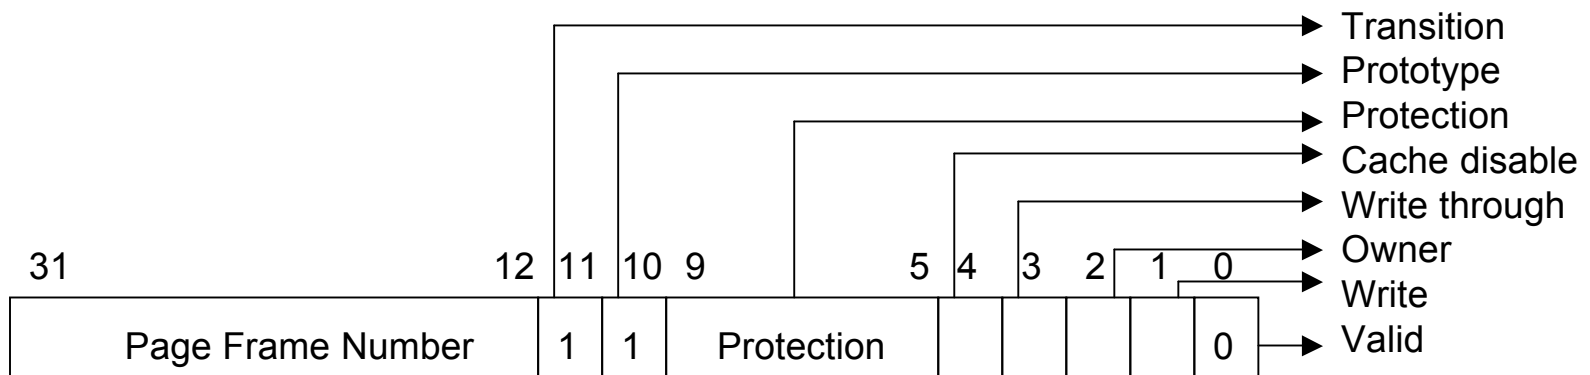 Transition
Prototype
Protection
Cache disable
Write through
Owner
Write
Valid
31 12 11 10 9 5 4 3 2 1 0
Page Frame Number 1 1 Protection 0